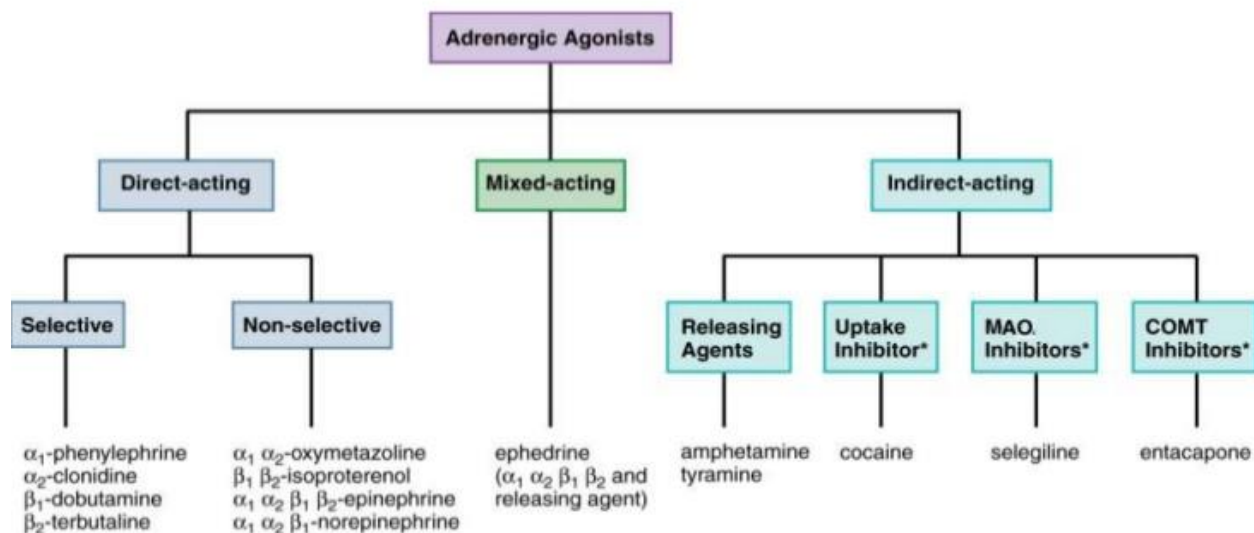 Adrenergic Agonists
Direct-acting
Mixed-acting
Indirect-acting
Selective
Non-selective
Releasing
Agents
Uptake
Inhibitor*
MAO.
Inhibitors*
COMT
Inhibitors*
α₁-phenylephrine
α₂-clonidine
β₁-dobutamine
β₂-terbutaline
α₁ α₂-oxymetazoline
β₁ β₂-isoproterenol
α₁ α₂ β₁ β₂-epinephrine
α₁ α₂ β₁-norepinephrine
ephedrine
(α₁ α₂ β₁ β₂ and
releasing agent)
amphetamine
tyramine
cocaine
selegiline
entacapone